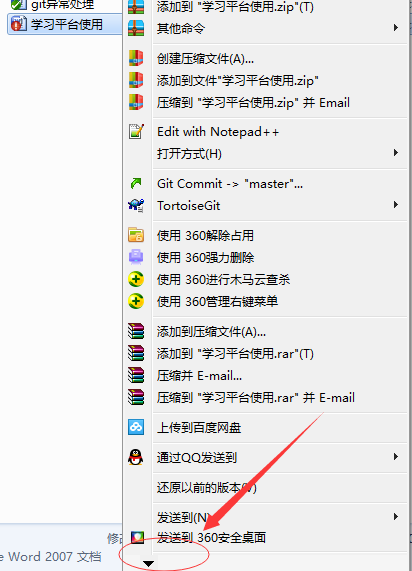 git异常处理
学习平台使用
添加到 "学习平台使用.zip"(T)
其他命令
创建压缩文件(A)...
添加到文件"学习平台使用.zip"
压缩到 "学习平台使用.zip" 并 Email
Edit with Notepad++
打开方式(H)
Git Commit -> "master"...
TortoiseGit
使用 360解除占用
使用 360强力删除
使用 360进行木马云查杀
使用 360管理右键菜单
添加到压缩文件(A)...
添加到 "学习平台使用.rar"(T)
压缩并 E-mail...
压缩到 "学习平台使用.rar" 并 E-mail
上传到百度网盘
通过QQ发送到
还原以前的版本(V)
发送到(N)
发送到 360安全桌面
修改
e Word 2007 文档